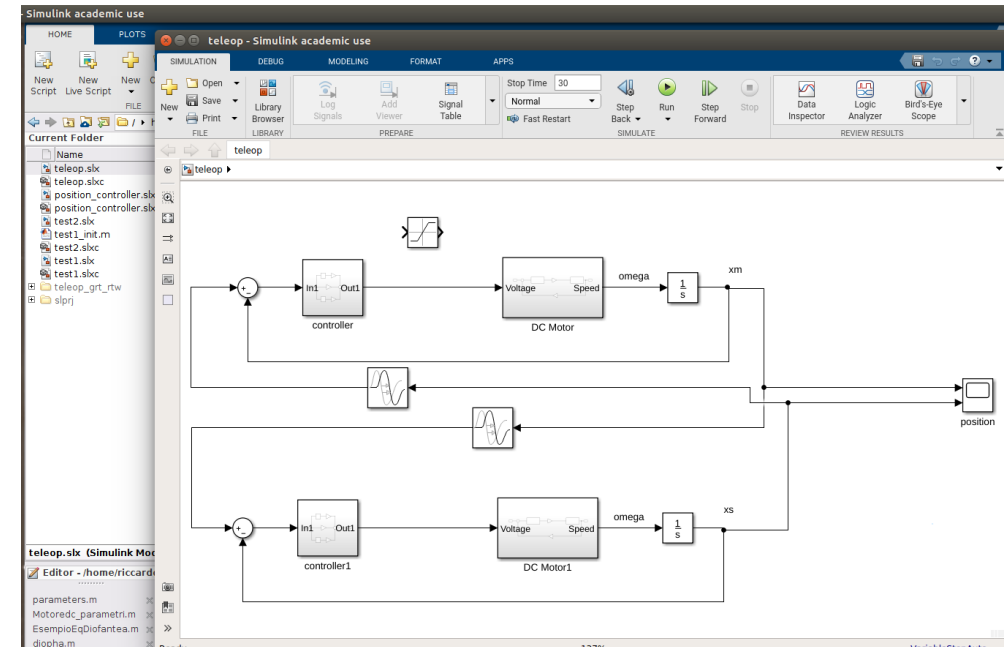 Simulink academic use
HOME
PLOTS
teleop - Simulink academic use
SIMULATION
DEBUG
MODELING
FORMAT
APPS
New
Script
New
Live Script
New
FILE
New
Open
Save
Print
FILE
Library
Browser
LIBRARY
Log
Signals
Add
Viewer
Signal
Table
PREPARE
Stop Time 30
Normal
Fast Restart
Step
Back
Run
Step
Forward
Stop
SIMULATE
Data
Inspector
Logic
Analyzer
Bird's-Eye
Scope
REVIEW RESULTS
Current Folder
Name
teleop.slx
teleop.slxc
position_controller.slx
position_controller.slx
test2.slx
test1_init.m
test2.slxc
test1.slx
test1.slxc
teleop_grt_rtw
slprj
teleop.slx (Simulink Mod
Editor - /home/riccardo
parameters.m
Motoredc_parametri.m
EsempioEqDiofantea.m
diopha.m
teleop
teleop
In1 Out1
controller
Voltage Speed
DC Motor
omega
1
s
xm
position
In1 Out1
controller1
Voltage Speed
DC Motor1
omega
1
s
xs
127%